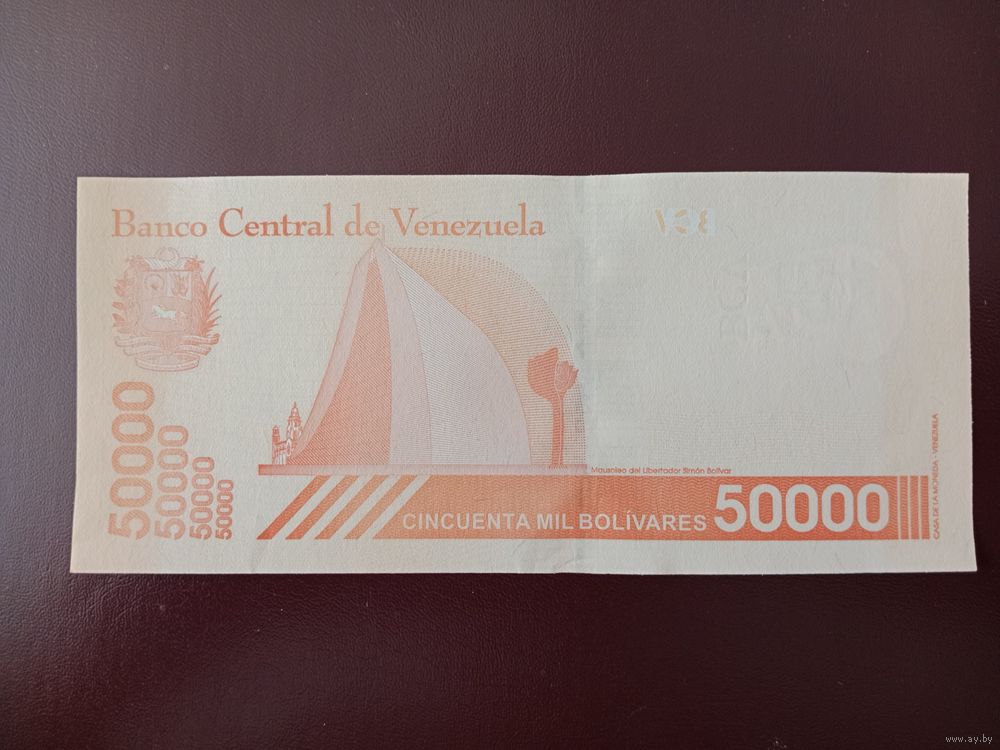 Banco Central de Venezuela
BCV
50000
50000
50000
50000
Mausoleo del Libertador Simón Bolívar
CINCUENTA MIL BOLÍVARES 50000
CASA DE LA MONEDA - VENEZUELA
www.ay.by